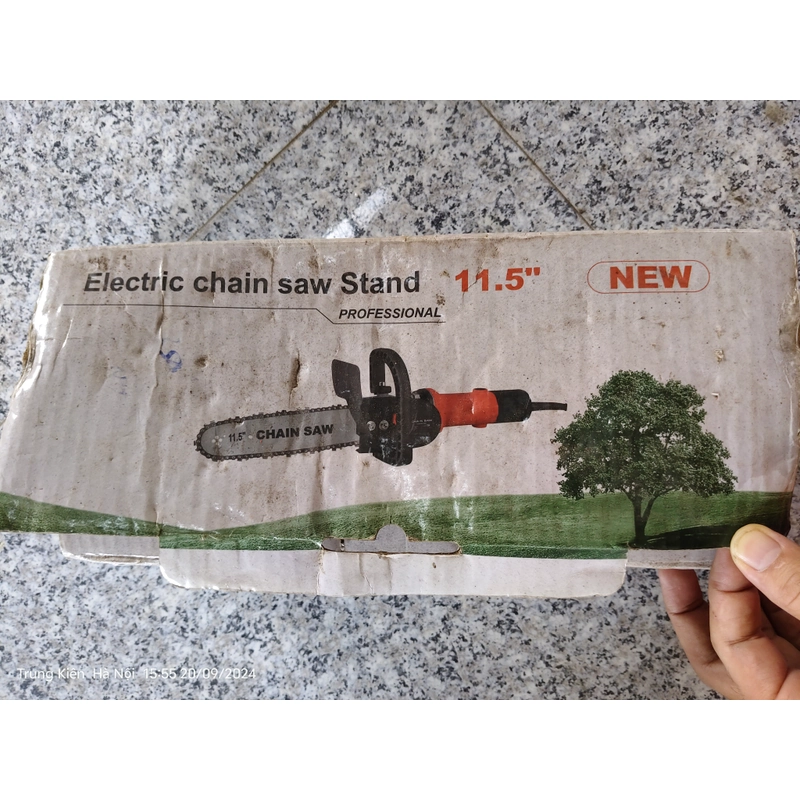 Electric chain saw Stand 11.5" NEW
PROFESSIONAL
11.5" CHAIN SAW
Trung Kiên. Hà Nội. 15:55 20/09/2024